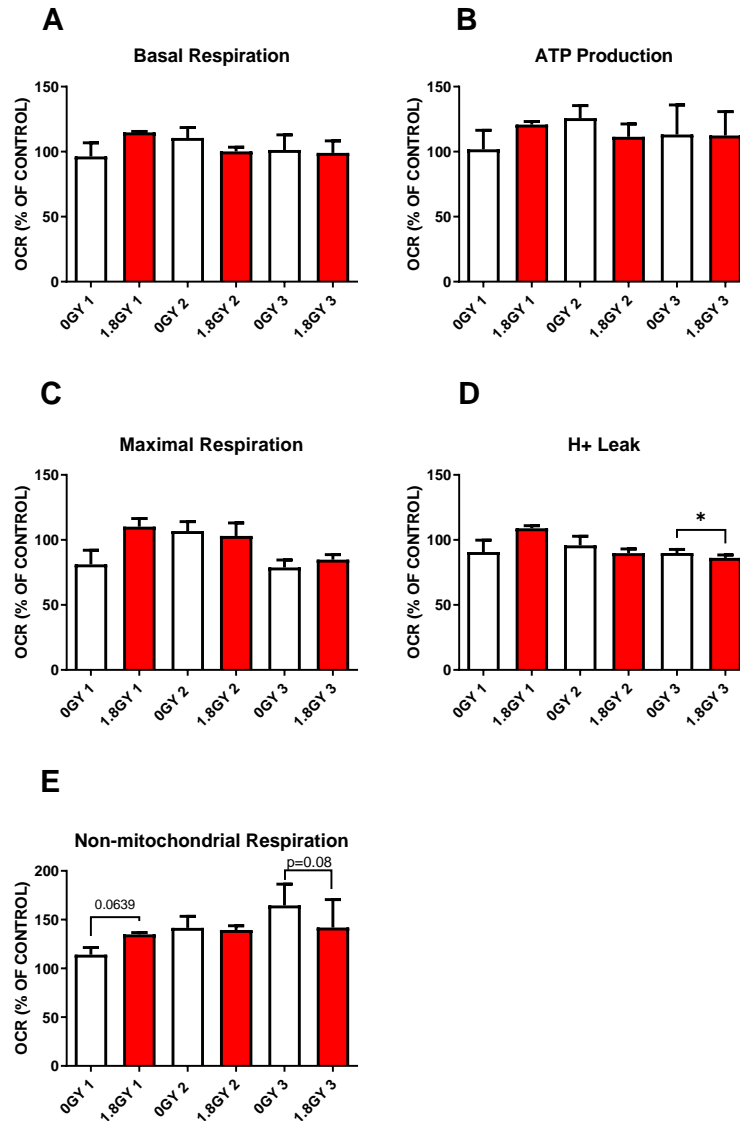 A
Basal Respiration
OCR (% OF CONTROL)
150
100
50
0
0GY 1
1.8GY 1
0GY 2
1.8GY 2
0GY 3
1.8GY 3
B
ATP Production
OCR (% OF CONTROL)
150
100
50
0
0GY 1
1.8GY 1
0GY 2
1.8GY 2
0GY 3
1.8GY 3
C
Maximal Respiration
OCR (% OF CONTROL)
150
100
50
0
0GY 1
1.8GY 1
0GY 2
1.8GY 2
0GY 3
1.8GY 3
D
H+ Leak
OCR (% OF CONTROL)
150
100
50
0
*
0GY 1
1.8GY 1
0GY 2
1.8GY 2
0GY 3
1.8GY 3
E
Non-mitochondrial Respiration
OCR (% OF CONTROL)
200
150
100
50
0
0.0639
p=0.08
0GY 1
1.8GY 1
0GY 2
1.8GY 2
0GY 3
1.8GY 3